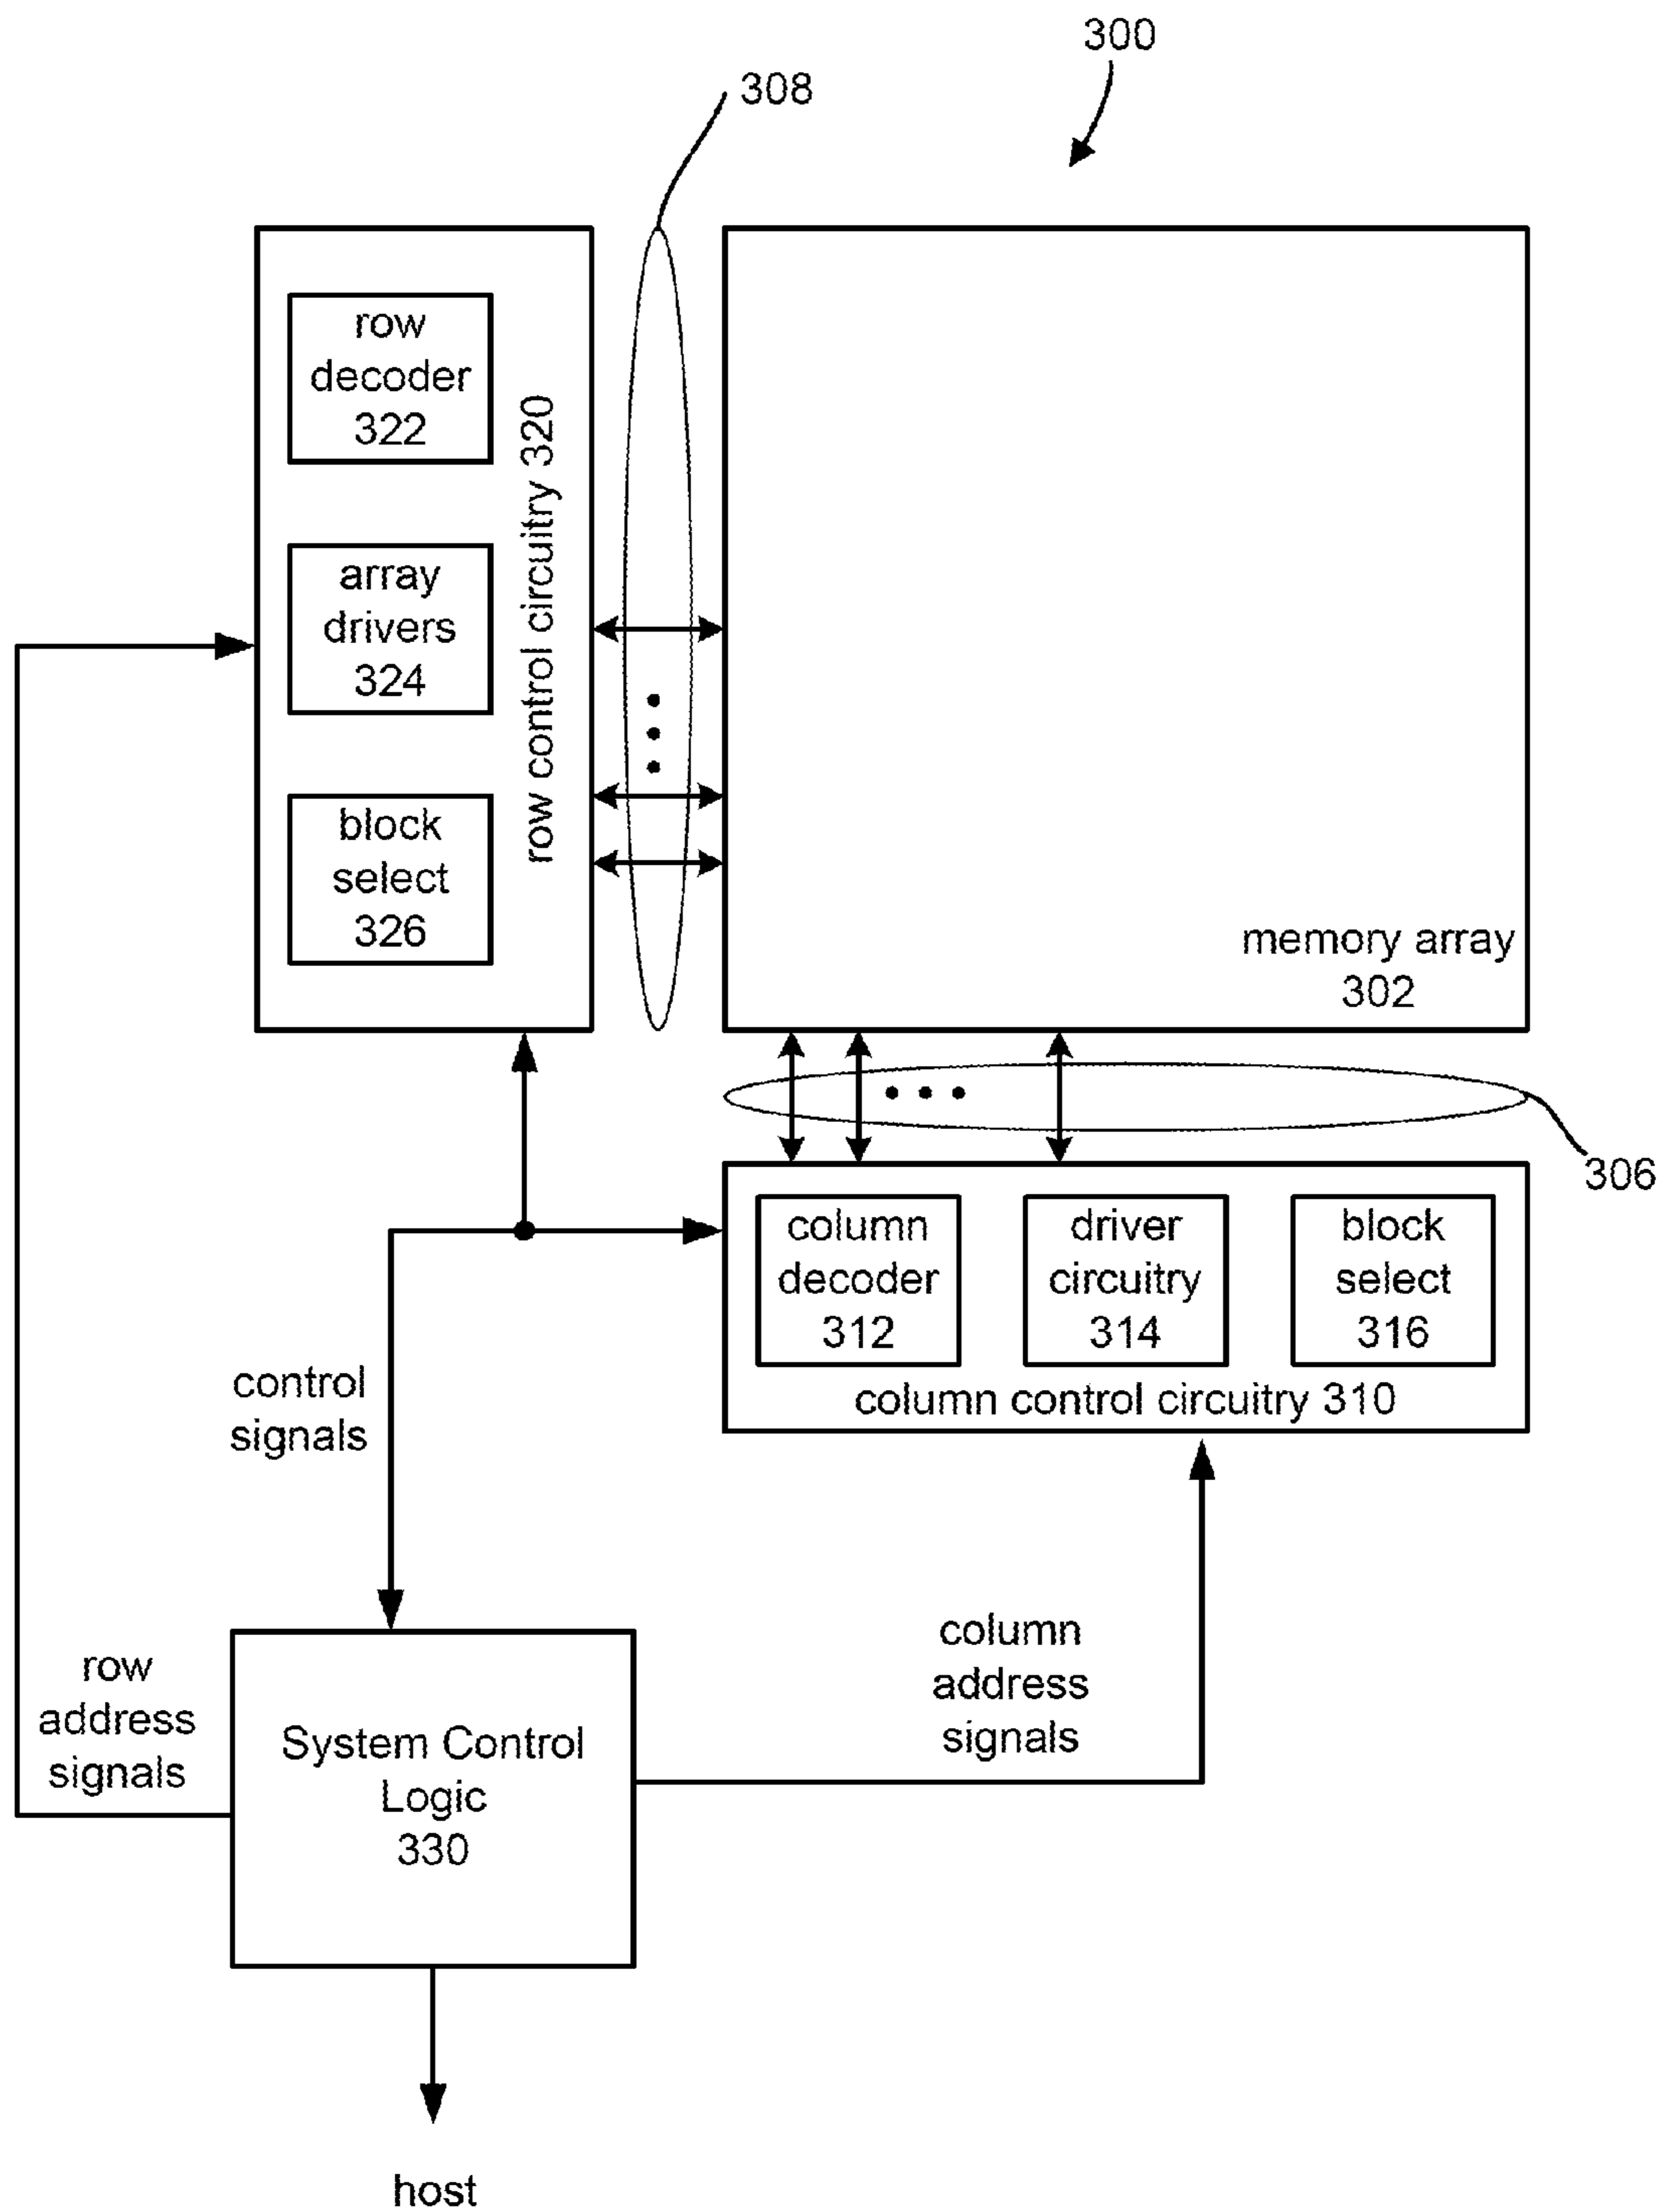 300
308
row
decoder
322
array
drivers
324
block
select
326
row control circuitry 320
memory array
302
306
column
decoder
312
driver
circuitry
314
block
select
316
column control circuitry 310
control
signals
row
address
signals
System Control
Logic
330
column
address
signals
host